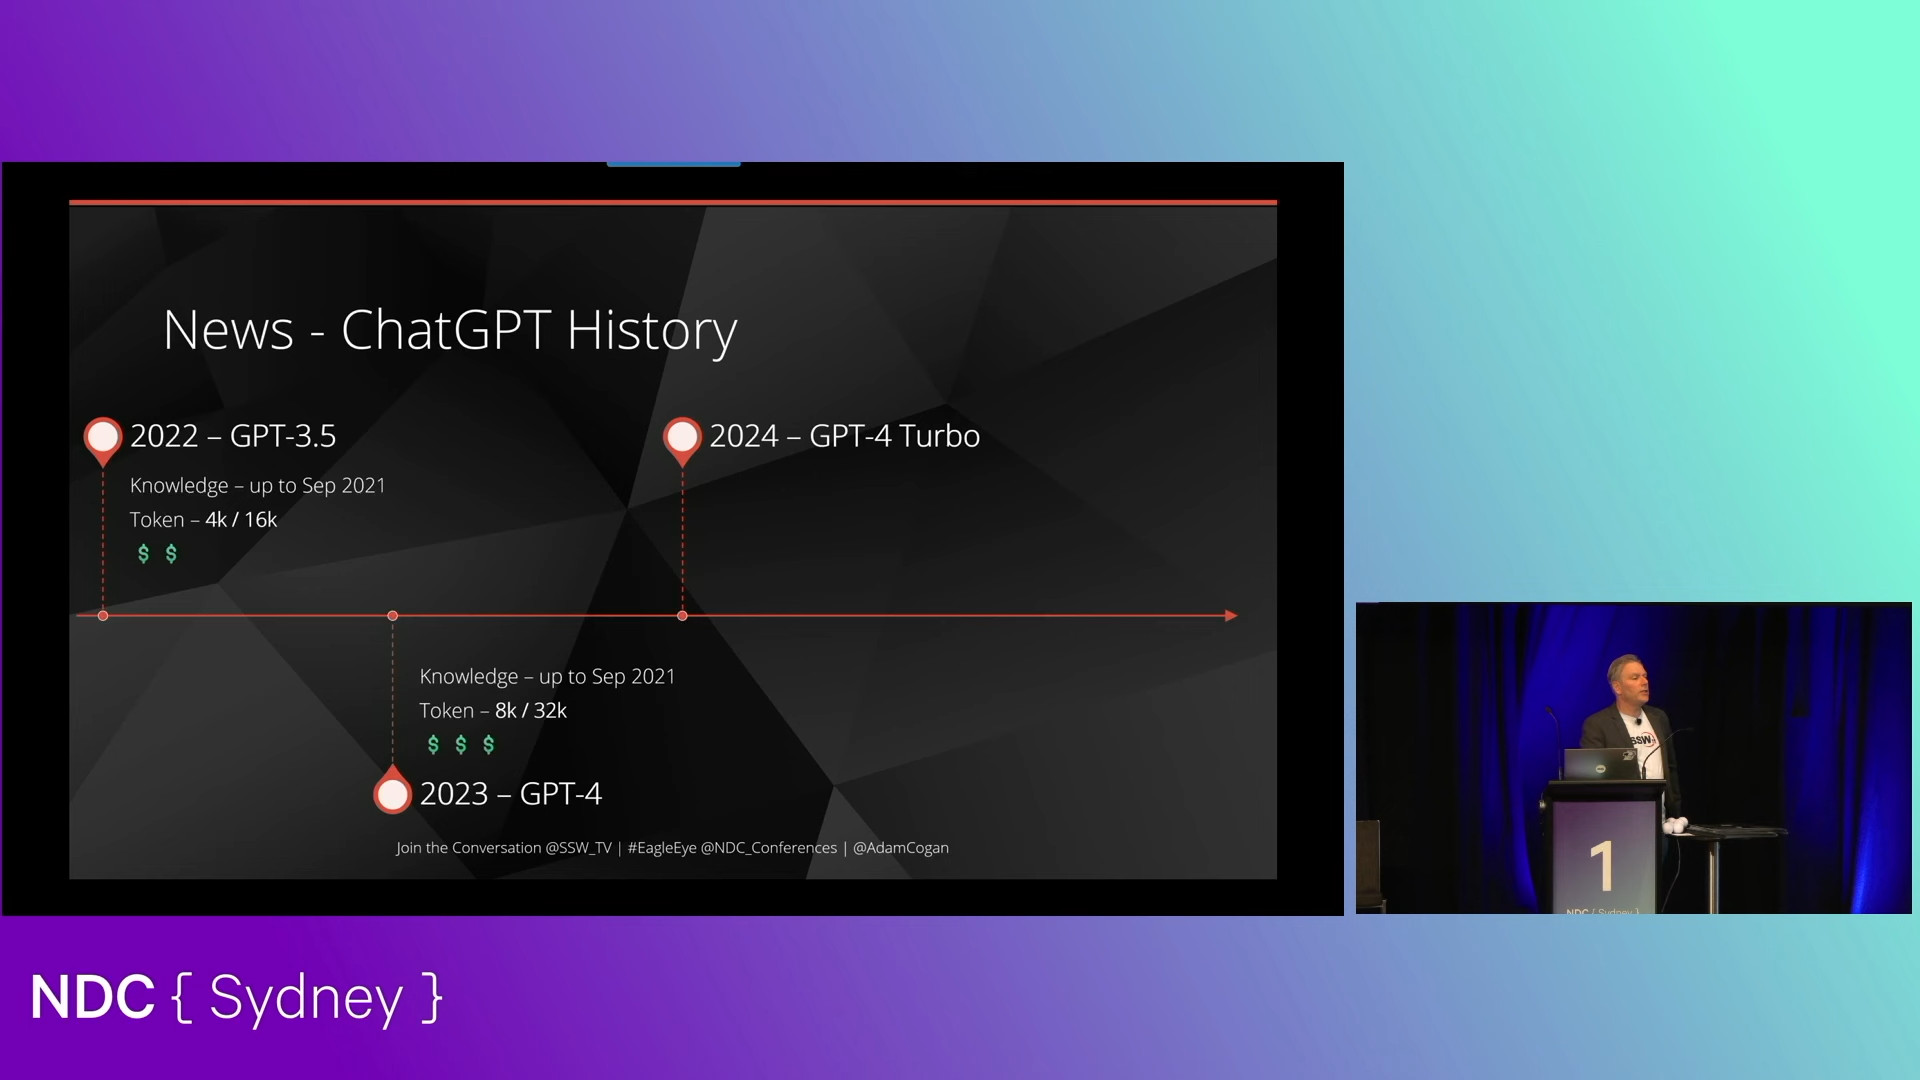 News - ChatGPT History
2022 – GPT-3.5
Knowledge – up to Sep 2021
Token – 4k / 16k
$ $
2024 – GPT-4 Turbo
Knowledge – up to Sep 2021
Token – 8k / 32k
$ $ $
2023 – GPT-4
Join the Conversation @SSW_TV | #EagleEye @NDC_Conferences | @AdamCogan
SSW
1
NDC { Sydney }
NDC { Sydney }